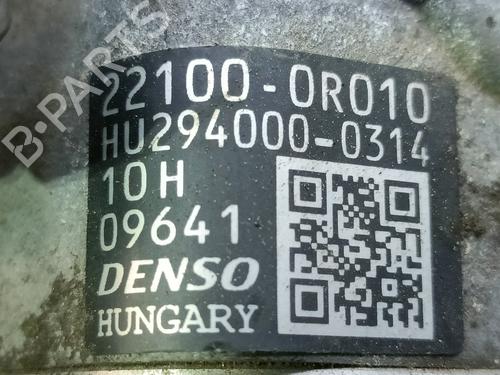 22100-0R010
HU294000-0314
10H
09641
DENSO
HUNGARY
B-PARTS